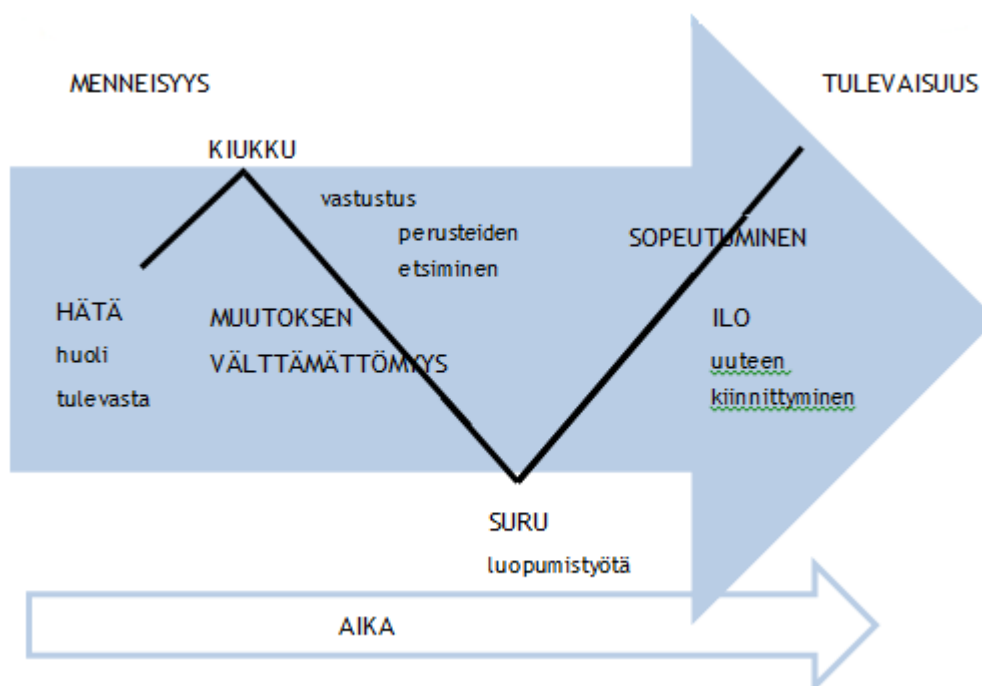 MENNEISYYS
TULEVAISUUS
KIUKKU
vastustus
perusteiden
etsiminen
SOPEUTUMINEN
HÄTÄ
huoli
tulevasta
MUUTOKSEN
VÄLTTÄMÄTTÖMYYS
ILO
uuteen
kiinnittyminen
SURU
luopumistyötä
AIKA